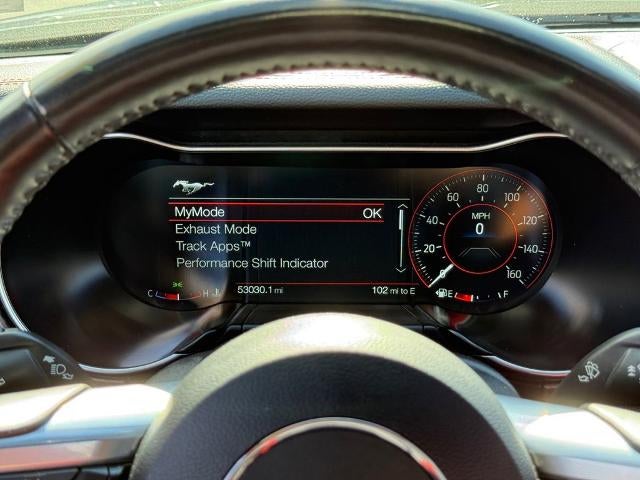 MyMode OK
Exhaust Mode
Track Apps™
Performance Shift Indicator
C H
53030.1 mi
102 mi to E
0 20 40 60 80 100 120 140 160
MPH
0
E F